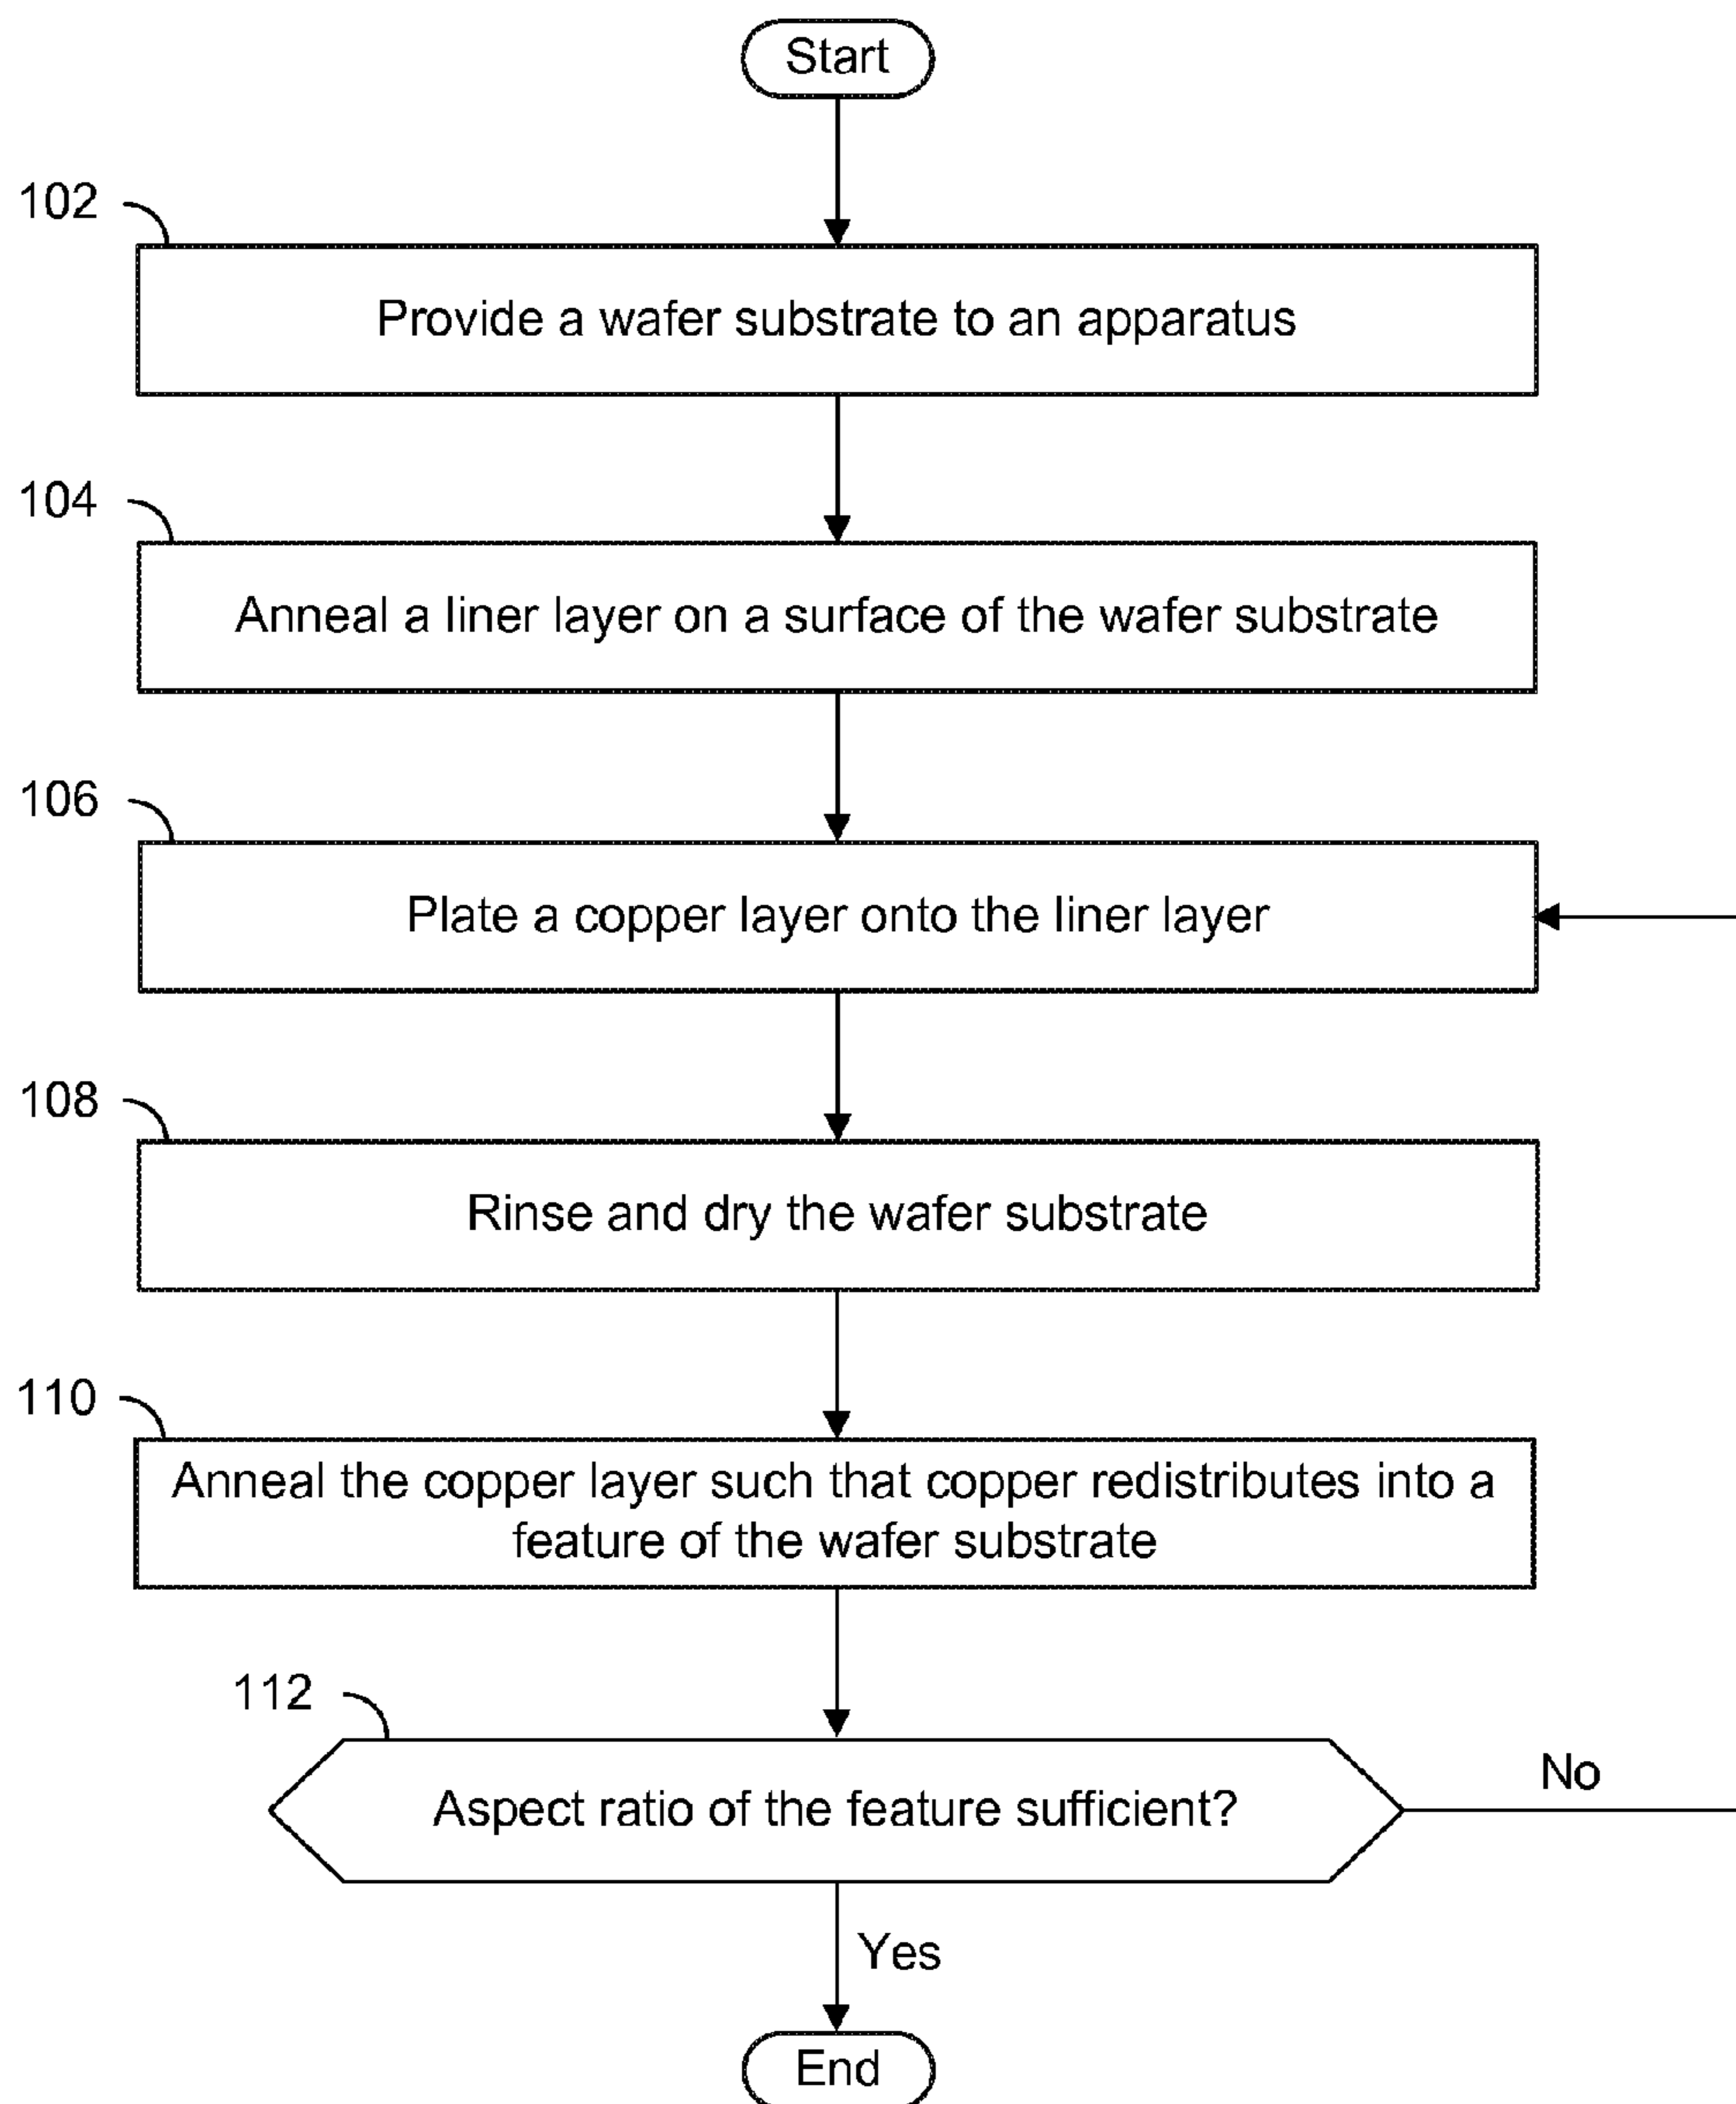 Start
102
Provide a wafer substrate to an apparatus
104
Anneal a liner layer on a surface of the wafer substrate
106
Plate a copper layer onto the liner layer
108
Rinse and dry the wafer substrate
110
Anneal the copper layer such that copper redistributes into a
feature of the wafer substrate
112
Aspect ratio of the feature sufficient?
No
Yes
End